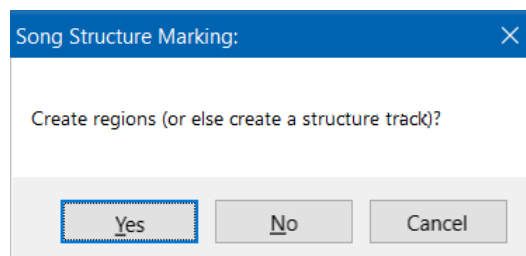 Song Structure Marking:
Create regions (or else create a structure track)?
Yes No Cancel